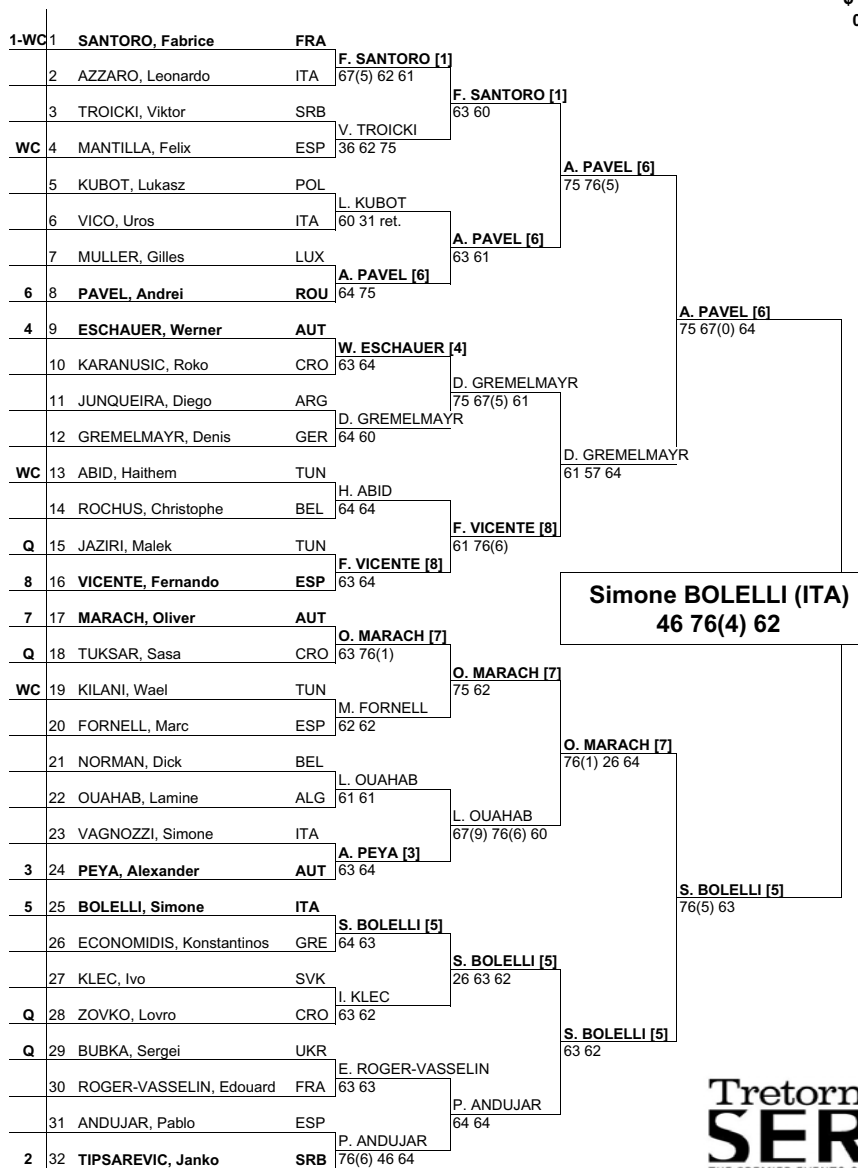 1-WC 1 SANTORO, Fabrice FRA
F. SANTORO [1]
2 AZZARO, Leonardo ITA 67(5) 62 61
F. SANTORO [1]
3 TROICKI, Viktor SRB 63 60
V. TROICKI
WC 4 MANTILLA, Felix ESP 36 62 75
A. PAVEL [6]
5 KUBOT, Lukasz POL 75 76(5)
L. KUBOT
6 VICO, Uros ITA 60 31 ret.
A. PAVEL [6]
7 MULLER, Gilles LUX 63 61
A. PAVEL [6]
6 8 PAVEL, Andrei ROU 64 75
A. PAVEL [6]
4 9 ESCHAUER, Werner AUT 75 67(0) 64
W. ESCHAUER [4]
10 KARANUSIC, Roko CRO 63 64
D. GREMELMAYR
11 JUNQUEIRA, Diego ARG 75 67(5) 61
D. GREMELMAYR
12 GREMELMAYR, Denis GER 64 60
D. GREMELMAYR
WC 13 ABID, Haithem TUN 61 57 64
H. ABID
14 ROCHUS, Christophe BEL 64 64
F. VICENTE [8]
Q 15 JAZIRI, Malek TUN 61 76(6)
F. VICENTE [8]
8 16 VICENTE, Fernando ESP 63 64
Simone BOLELLI (ITA)
46 76(4) 62
7 17 MARACH, Oliver AUT
O. MARACH [7]
Q 18 TUKSAR, Sasa CRO 63 76(1)
O. MARACH [7]
WC 19 KILANI, Wael TUN 75 62
M. FORNELL
20 FORNELL, Marc ESP 62 62
O. MARACH [7]
21 NORMAN, Dick BEL 76(1) 26 64
L. OUAHAB
22 OUAHAB, Lamine ALG 61 61
L. OUAHAB
23 VAGNOZZI, Simone ITA 67(9) 76(6) 60
A. PEYA [3]
3 24 PEYA, Alexander AUT 63 64
S. BOLELLI [5]
5 25 BOLELLI, Simone ITA 76(5) 63
S. BOLELLI [5]
26 ECONOMIDIS, Konstantinos GRE 64 63
S. BOLELLI [5]
27 KLEC, Ivo SVK 26 63 62
I. KLEC
Q 28 ZOVKO, Lovro CRO 63 62
S. BOLELLI [5]
Q 29 BUBKA, Sergei UKR 63 62
E. ROGER-VASSELIN
30 ROGER-VASSELIN, Edouard FRA 63 63
P. ANDUJAR
31 ANDUJAR, Pablo ESP 64 64
P. ANDUJAR
2 32 TIPSAREVIC, Janko SRB 76(6) 46 64
Tretorn
SER